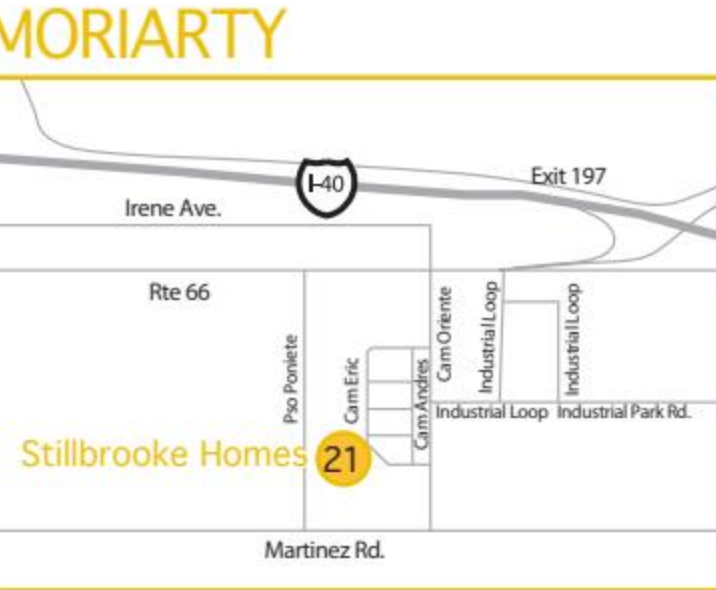 MORIARTY
Exit 197
I-40
Irene Ave.
Rte 66
Pso Poniete
Cam Eric
Cam Andres
Cam Oriente
Industrial Loop
Industrial Loop
Industrial Loop
Industrial Park Rd.
Stillbrooke Homes
21
Martinez Rd.